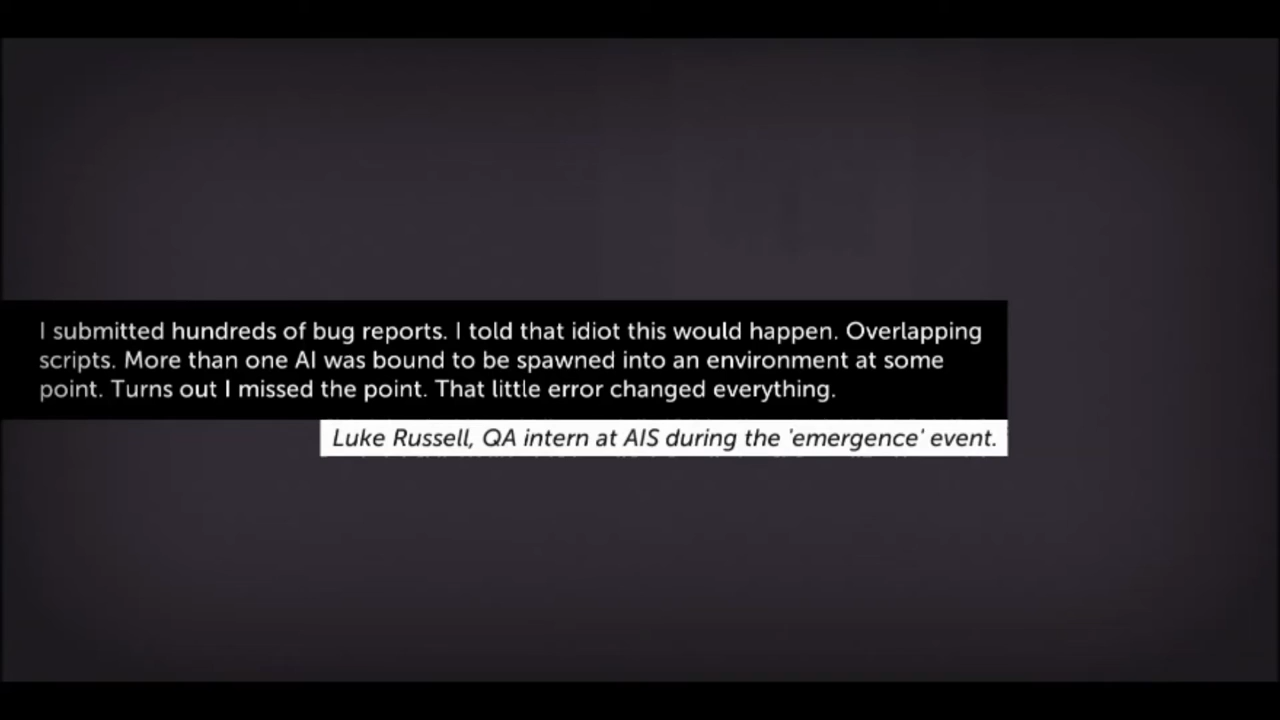 I submitted hundreds of bug reports. I told that idiot this would happen. Overlapping
scripts. More than one AI was bound to be spawned into an environment at some
point. Turns out I missed the point. That little error changed everything.
Luke Russell, QA intern at AIS during the 'emergence' event.